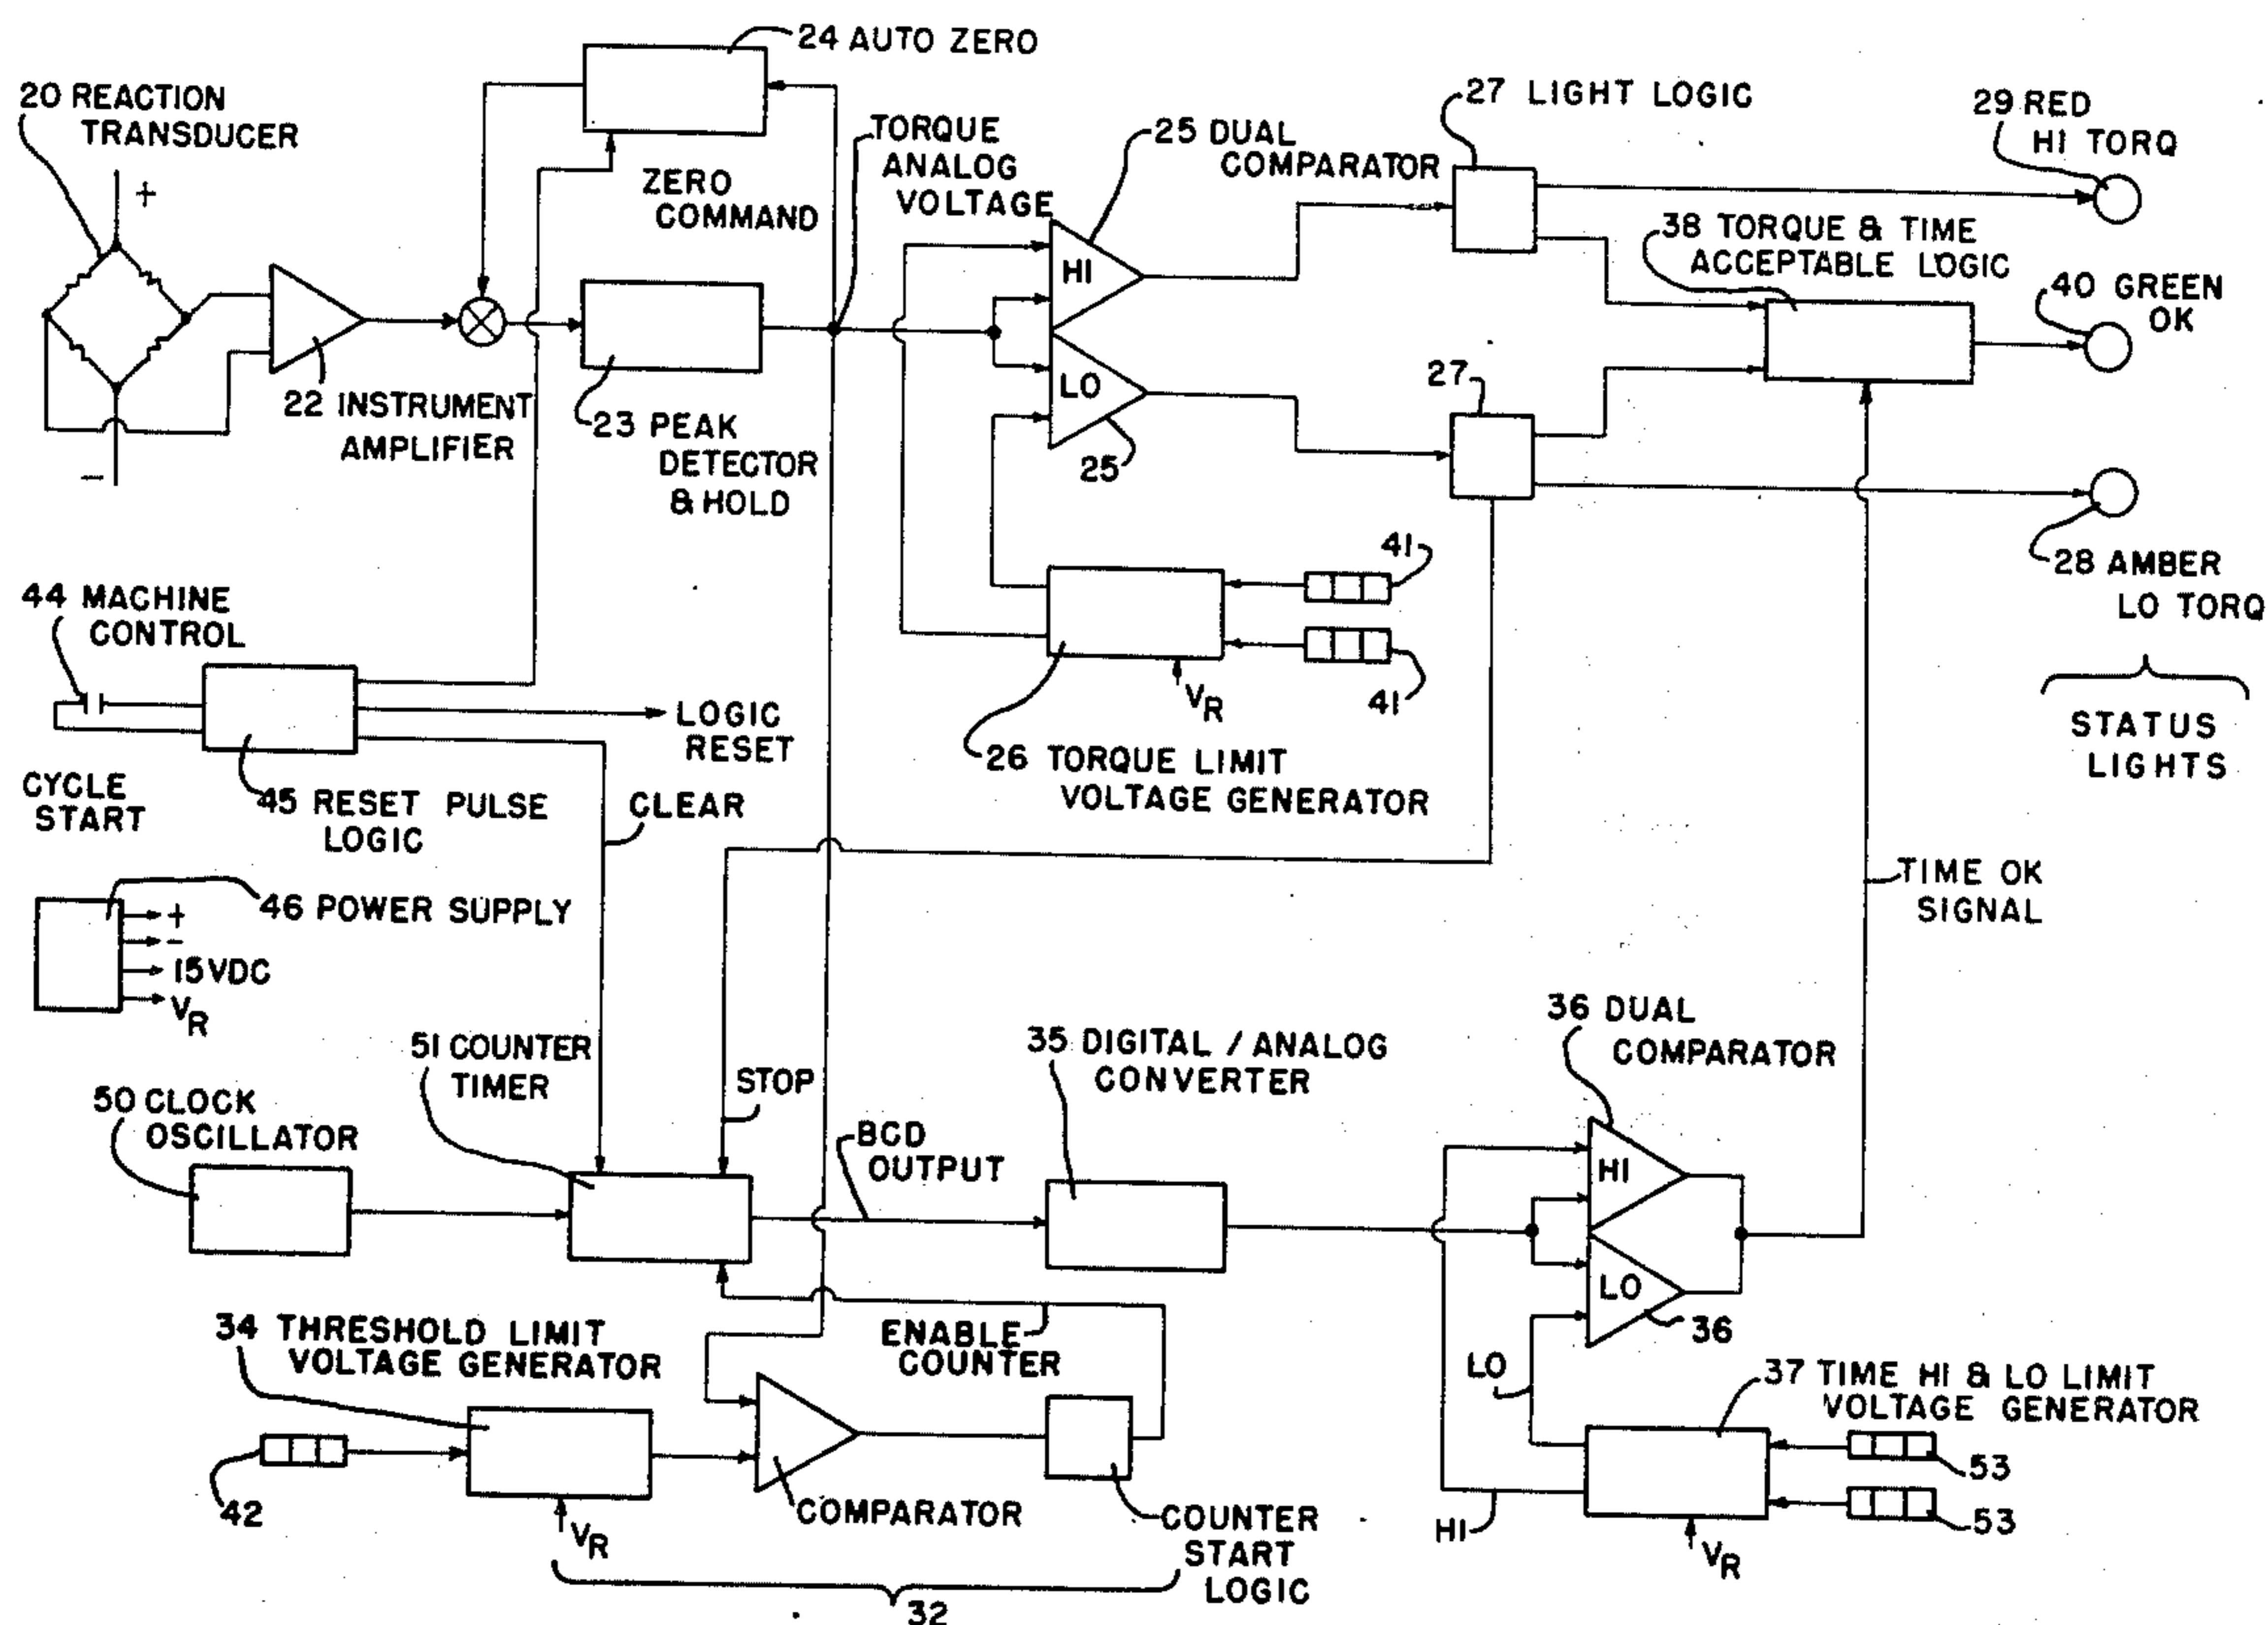 24 AUTO ZERO
20 REACTION
TRANSDUCER
+
−
27 LIGHT LOGIC
29 RED
HI TORQ
TORQUE
ANALOG
VOLTAGE
25 DUAL
COMPARATOR
ZERO
COMMAND
38 TORQUE & TIME
ACCEPTABLE LOGIC
40 GREEN
OK
HI
LO
27
22 INSTRUMENT
AMPLIFIER
23 PEAK
DETECTOR
& HOLD
25
41
28 AMBER
LO TORQ
44 MACHINE
CONTROL
41
VR
LOGIC
RESET
STATUS
LIGHTS
26 TORQUE LIMIT
VOLTAGE GENERATOR
CYCLE
START
45 RESET PULSE
LOGIC
CLEAR
TIME OK
SIGNAL
46 POWER SUPPLY
+
−
15VDC
VR
36 DUAL
COMPARATOR
51 COUNTER
TIMER
35 DIGITAL / ANALOG
CONVERTER
STOP
50 CLOCK
OSCILLATOR
BCD
OUTPUT
HI
LO
36
34 THRESHOLD LIMIT
VOLTAGE GENERATOR
ENABLE
COUNTER
LO
37 TIME HI & LO LIMIT
VOLTAGE GENERATOR
53
53
42
VR
COMPARATOR
COUNTER
START
LOGIC
HI
VR
32